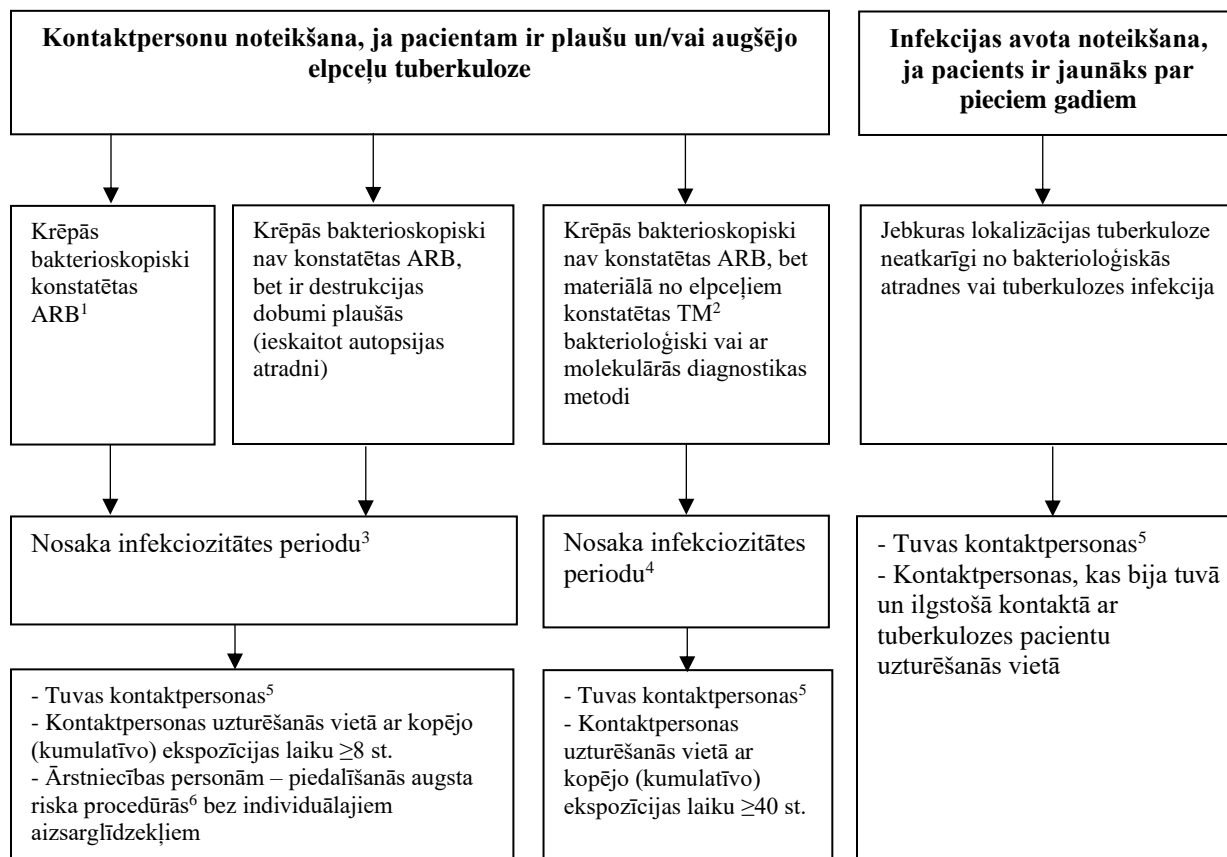 Kontaktpersonu noteikšana, ja pacientam ir plaušu un/vai augšējo
elpceļu tuberkuloze
Infekcijas avota noteikšana,
ja pacients ir jaunāks par
pieciem gadiem
Krēpās
bakterioskopiski
konstatētas
ARB¹
Krēpās bakterioskopiski
nav konstatētas ARB,
bet ir destrukcijas
dobumi plaušās
(ieskaitot autopsijas
atradni)
Krēpās bakterioskopiski
nav konstatētas ARB, bet
materiālā no elpceļiem
konstatētas TM²
bakterioloģiski vai ar
molekulārās diagnostikas
metodi
Jebkuras lokalizācijas tuberkuloze
neatkarīgi no bakterioloģiskās
atradnes vai tuberkulozes infekcija
Nosaka infekciozitātes periodu³
Nosaka infekciozitātes
periodu⁴
- Tuvas kontaktpersonas⁵
- Kontaktpersonas, kas bija tuvā
un ilgstošā kontaktā ar
tuberkulozes pacientu
uzturēšanās vietā
- Tuvas kontaktpersonas⁵
- Kontaktpersonas uzturēšanās vietā ar kopējo
(kumulatīvo) ekspozīcijas laiku ≥8 st.
- Ārstniecības personām – piedalīšanās augsta
riska procedūrās⁶ bez individuālajiem
aizsarglīdzekļiem
- Tuvas kontaktpersonas⁵
- Kontaktpersonas
uzturēšanās vietā ar
kopējo (kumulatīvo)
ekspozīcijas laiku ≥40 st.